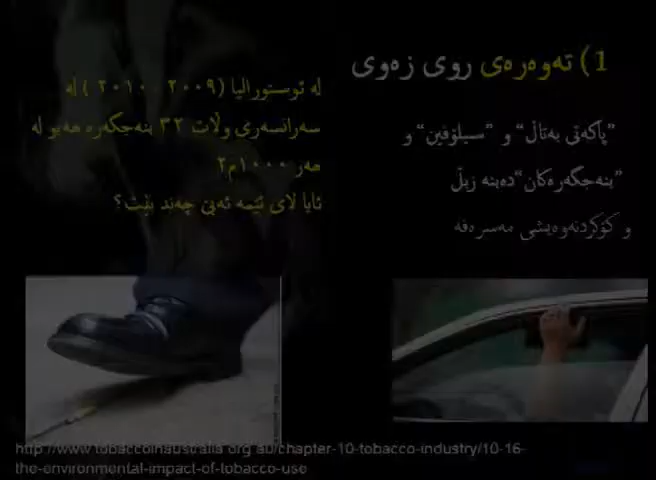 1) تەوەرەی روی زەوی
”پاکەتی بەتاڵ“ و ”سیلۆفین“ و
”بنەجگەرەکان“دەبنە زبڵ
و کۆکردنەوەیشی مەسرەفە
لە ئوستورالیا (٢٠٠٩ - ٢٠١٠) لە
سەرانسەری وڵات ٣٢ بنەجگەرە هەبو لە
هەر ١٠٠٠م٢
ئایا لای ئێمە ئەبێ چەند بێت؟
http://www.tobaccoinaustralia.org.au/chapter-10-tobacco-industry/10-16-
the-environmental-impact-of-tobacco-use